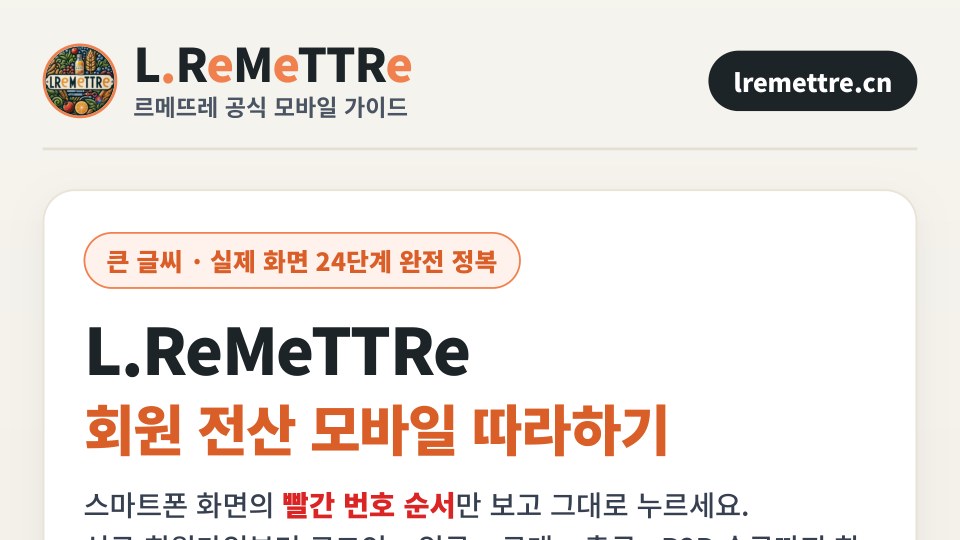 LReMeTTRe
L.ReMeTTRe
르메뜨레 공식 모바일 가이드
lremettre.cn
큰 글씨 · 실제 화면 24단계 완전 정복
L.ReMeTTRe
회원 전산 모바일 따라하기
스마트폰 화면의 빨간 번호 순서만 보고 그대로 누르세요.